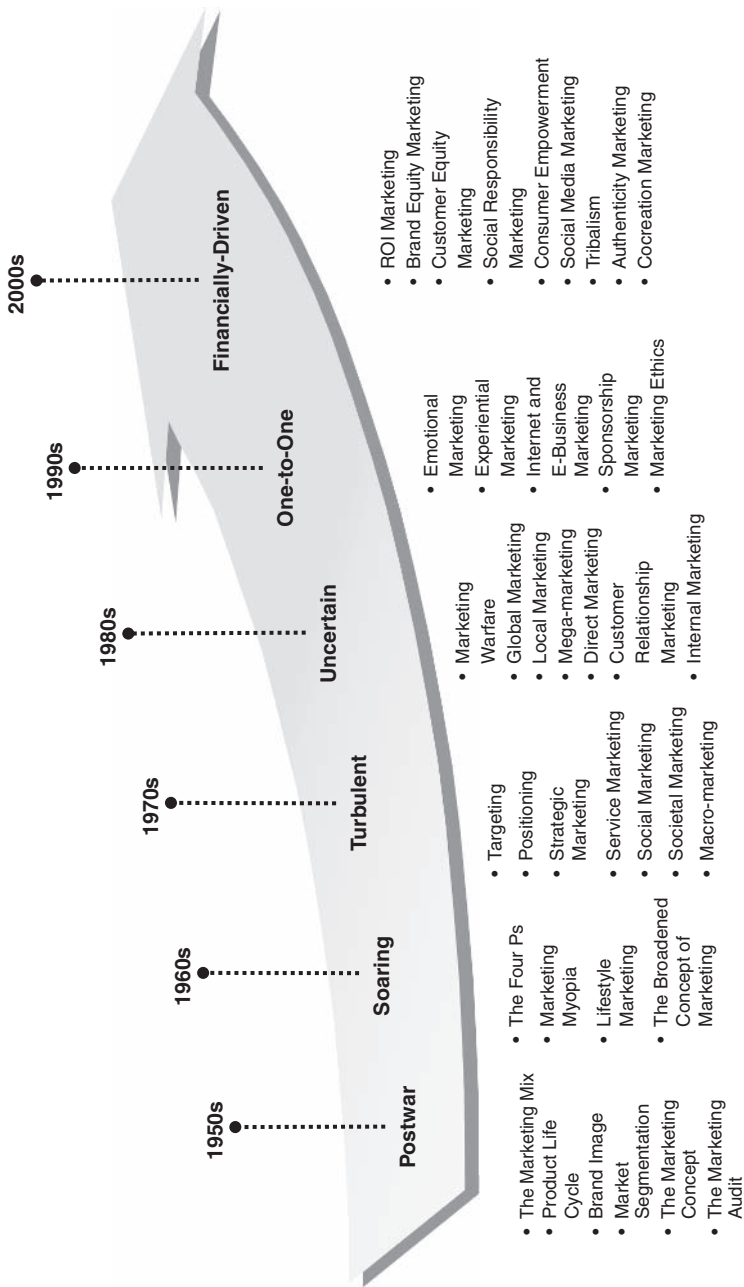 1950s
Postwar
• The Marketing Mix
• Product Life
Cycle
• Brand Image
• Market
Segmentation
• The Marketing
Concept
• The Marketing
Audit
1960s
Soaring
• The Four Ps
• Marketing
Myopia
• Lifestyle
Marketing
• The Broadened
Concept of
Marketing
1970s
Turbulent
• Targeting
• Positioning
• Strategic
Marketing
• Service Marketing
• Social Marketing
• Societal Marketing
• Macro-marketing
1980s
Uncertain
• Marketing
Warfare
• Global Marketing
• Local Marketing
• Mega-marketing
• Direct Marketing
• Customer
Relationship
Marketing
• Internal Marketing
1990s
One-to-One
• Emotional
Marketing
• Experiential
Marketing
• Internet and
E-Business
Marketing
• Sponsorship
Marketing
• Marketing Ethics
2000s
Financially-Driven
• ROI Marketing
• Brand Equity Marketing
• Customer Equity
Marketing
• Social Responsibility
Marketing
• Consumer Empowerment
• Social Media Marketing
• Tribalism
• Authenticity Marketing
• Cocreation Marketing